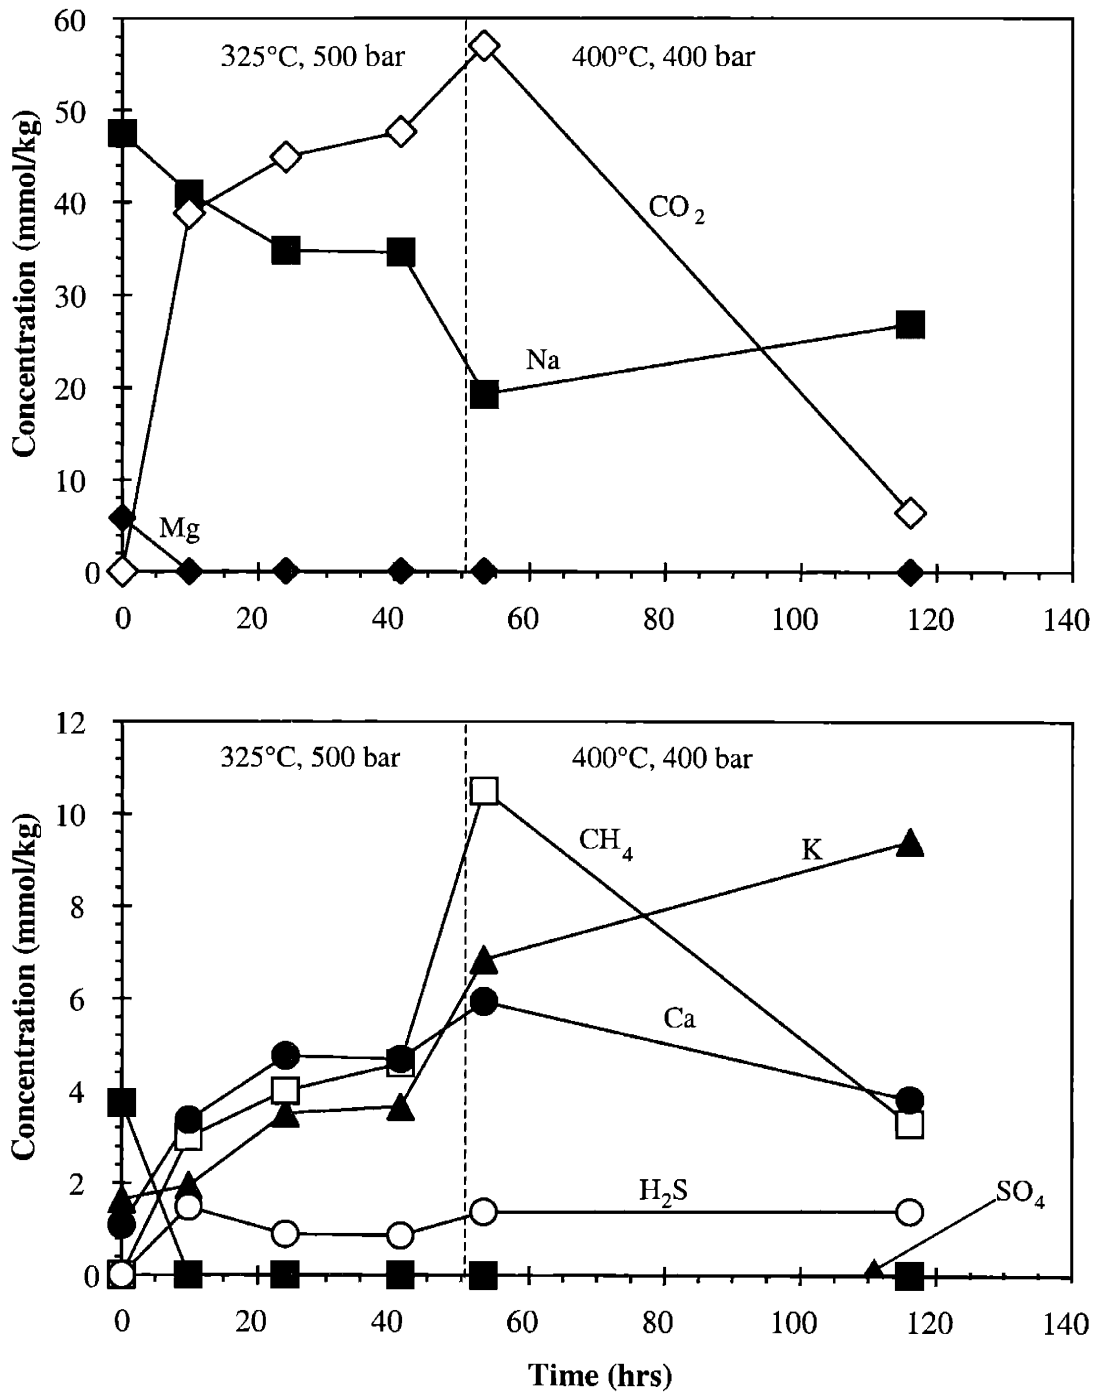 60
325°C, 500 bar 400°C, 400 bar
50
40
CO2
30
Na
20
10
Mg
0
0 20 40 60 80 100 120 140
Concentration (mmol/kg)
12
325°C, 500 bar 400°C, 400 bar
10
CH4 K
8
6
Ca
4
2
H2S SO4
0
0 20 40 60 80 100 120 140
Concentration (mmol/kg)
Time (hrs)